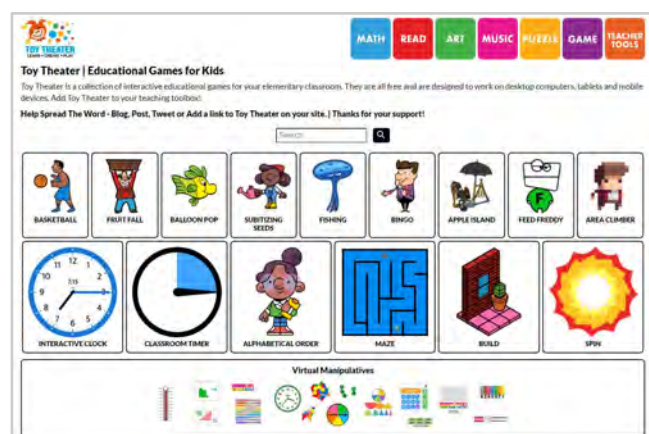 TOY THEATER
LEARN • CREATE • PLAY
MATH
READ
ART
MUSIC
PUZZLE
GAME
TEACHER
TOOLS
Toy Theater | Educational Games for Kids
Toy Theater is a collection of interactive educational games for your elementary classroom. They are all free and are designed to work on desktop computers, tablets and mobile
devices. Add Toy Theater to your teaching toolbox!
Help Spread The Word - Blog, Post, Tweet or Add a link to Toy Theater on your site. | Thanks for your support!
Search
BASKETBALL
FRUIT FALL
BALLOON POP
SUBITIZING
SEEDS
FISHING
BINGO
APPLE ISLAND
F
FEED FREDDY
AREA CLIMBER
11 12 1
10 2
7:15
9 3
8 4
7 6 5
INTERACTIVE CLOCK
CLASSROOM TIMER
ALPHABETICAL ORDER
MAZE
BUILD
SPIN
Virtual Manipulatives